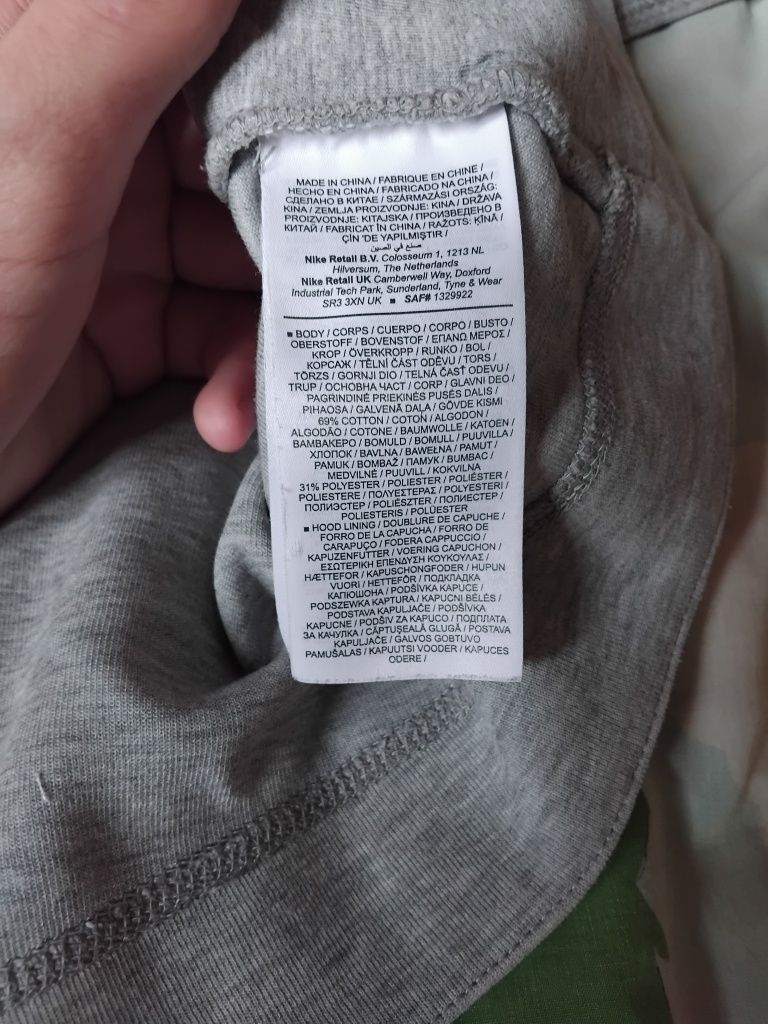 MADE IN CHINA / FABRIQUE EN CHINE /
HECHO EN CHINA / FABRICADO NA CHINA /
СДЕЛАНО В КИТАЕ / SZÁRMAZÁSI ORSZÁG:
KINA / ZEMLJA PROIZVODNJE: KINA / DRŽAVA
PROIZVODNJE: KITAJSKA / ПРОИЗВЕДЕНО В
КИТАЙ / FABRICAT ÎN CHINA / RAŽOTS: ĶĪNĀ /
ÇİN 'DE YAPILMIŞTIR /
صنع في الصين
Nike Retail B.V. Colosseum 1, 1213 NL
Hilversum, The Netherlands
Nike Retail UK Camberwell Way, Doxford
Industrial Tech Park, Sunderland, Tyne & Wear
SR3 3XN UK ■ SAF# 1329922
■ BODY / CORPS / CUERPO / CORPO / BUSTO /
OBERSTOFF / BOVENSTOF / ΕΠΑΝΩ ΜΕΡΟΣ /
KROP / ÖVERKROPP / RUNKO / BOL /
КОРСАЖ / TĚLNÍ ČÁST ODĚVU / TORS /
TÖRZS / GORNJI DIO / TELNÁ ČASŤ ODEVU /
TRUP / ОСНОВНА ЧАСТ / CORP / GLAVNI DEO /
PAGRINDINĖ PRIEKINĖS PUSĖS DALIS /
PIHAOSA / GALVENĀ DAĻA / GÖVDE KISMI
69% COTTON / COTON / ALGODON /
ALGODÃO / COTONE / BAUMWOLLE / KATOEN /
ΒΑΜΒΑΚΕΡΟ / BOMULD / BOMULL / PUUVILLA /
ХЛОПОК / BAVLNA / BAWEŁNA / PAMUT /
PAMUK / BOMBAŽ / ПАМУК / BUMBAC /
MEDVILNĖ / PUUVILL / KOKVILNA
31% POLYESTER / POLIESTER / POLIÉSTER /
POLIESTERE / ΠΟΛΥΕΣΤΕΡΑΣ / POLYESTERI /
ПОЛИЭСТЕР / POLIÉSZTER / ПОЛИЕСТЕР /
POLIESTERIS / POLÜESTER
■ HOOD LINING / DOUBLURE DE CAPUCHE /
FORRO DE LA CAPUCHA / FORRO DE
CARAPUÇO / FODERA CAPPUCCIO /
KAPUZENFUTTER / VOERING CAPUCHON /
ΕΣΩΤΕΡΙΚΗ ΕΠΕΝΔΥΣΗ ΚΟΥΚΟΥΛΑΣ /
HÆTTEFOR / KAPUSCHONGFODER / HUPUN
VUORI / HETTEFÔR / ПОДКЛАДКА
КАПЮШОНА / PODŠÍVKA KAPUCE /
PODSZEWKA KAPTURA / KAPUCNI BÉLÉS /
PODSTAVA KAPULJAČE / PODŠÍVKA
KAPUCNE / PODŠIV ZA KAPUCO / ПОДПЛАТА
ЗА КАЧУЛКА / CĂPTUȘEALĂ GLUGĂ / POSTAVA
KAPULJAČE / GALVOS GOBTUVO
PAMUŠALAS / KAPUUTSI VOODER / KAPUCES
ODERE /